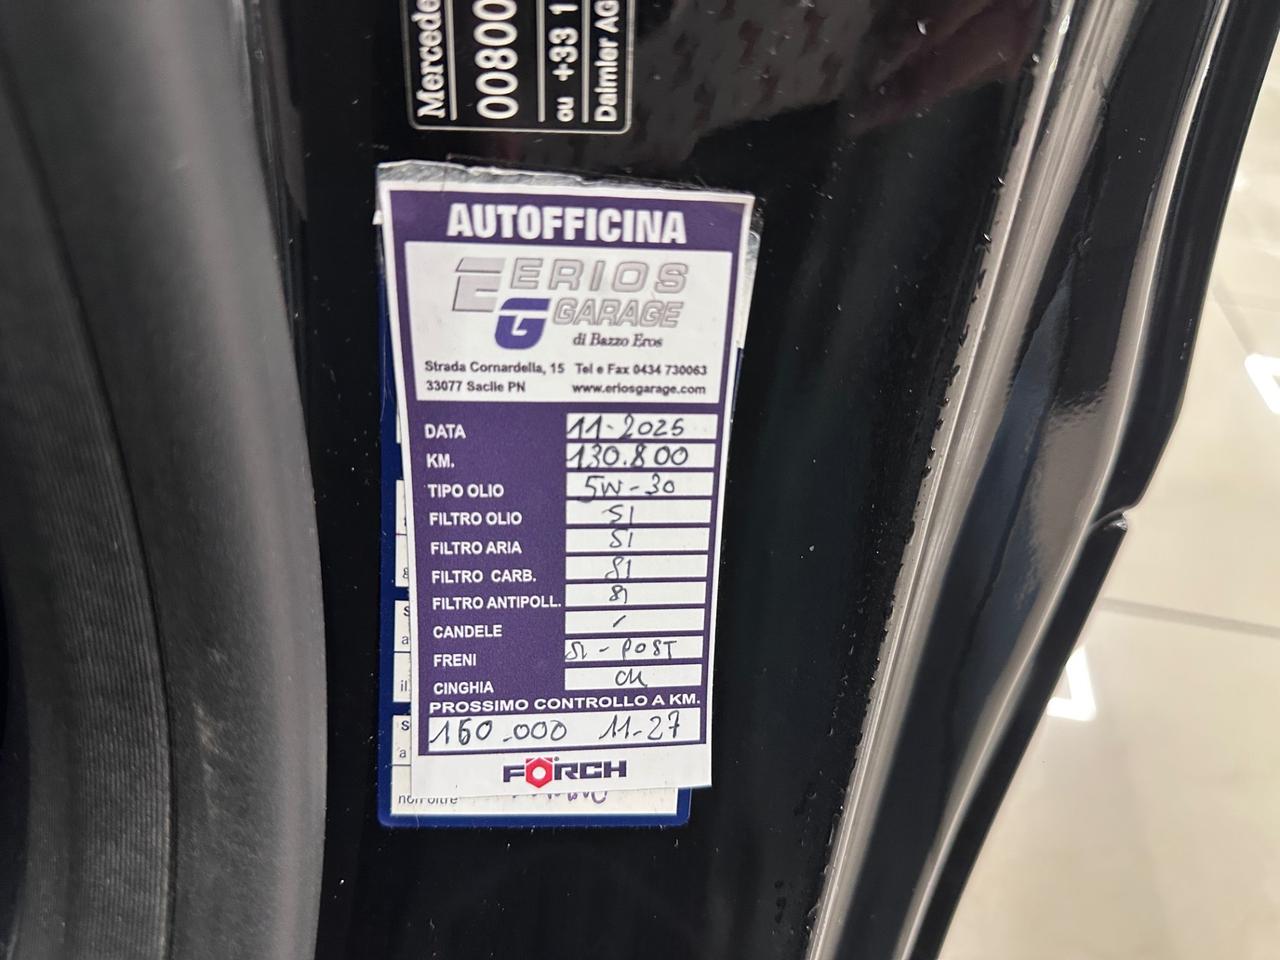 Mercede
00800
ou +33 1
Daimler AG
AUTOFFICINA
ERIOS
G GARAGE
di Bazzo Eros
Strada Cornardella, 15 Tel e Fax 0434 730063
33077 Sacile PN www.eriosgarage.com
DATA 11-2025
KM. 130.800
TIPO OLIO 5W-30
FILTRO OLIO SI
FILTRO ARIA SI
FILTRO CARB. SI
FILTRO ANTIPOLL. SI
CANDELE /
FRENI SI - POST
CINGHIA OK
PROSSIMO CONTROLLO A KM.
160.000 11-27
FÖRCH
non oltre